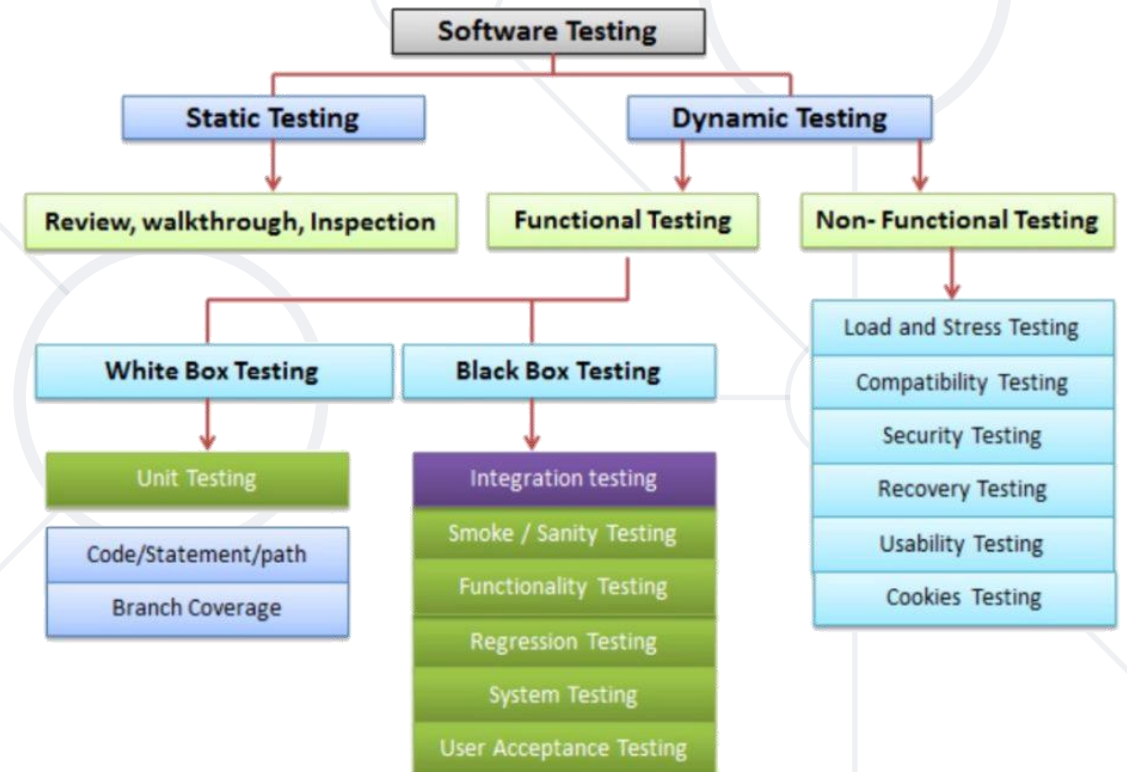 Software Testing
Static Testing
Dynamic Testing
Review, walkthrough, Inspection
Functional Testing
Non- Functional Testing
White Box Testing
Black Box Testing
Unit Testing
Code/Statement/path
Branch Coverage
Integration testing
Smoke / Sanity Testing
Functionality Testing
Regression Testing
System Testing
User Acceptance Testing
Load and Stress Testing
Compatibility Testing
Security Testing
Recovery Testing
Usability Testing
Cookies Testing